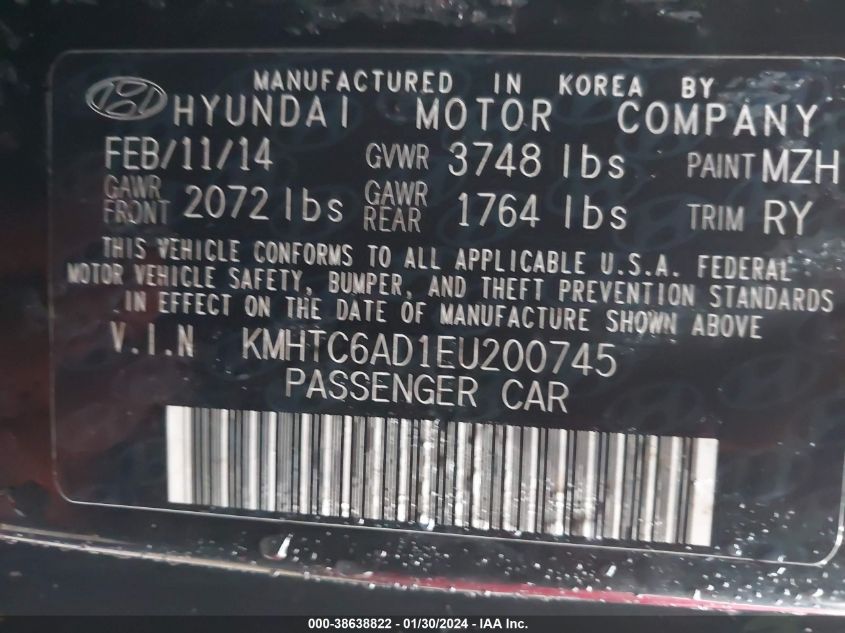 MANUFACTURED IN KOREA BY
HYUNDAI MOTOR COMPANY
FEB/11/14 GVWR 3748 lbs PAINT MZH
GAWR FRONT 2072 lbs GAWR REAR 1764 lbs TRIM RY
THIS VEHICLE CONFORMS TO ALL APPLICABLE U.S.A. FEDERAL
MOTOR VEHICLE SAFETY, BUMPER, AND THEFT PREVENTION STANDARDS
IN EFFECT ON THE DATE OF MANUFACTURE SHOWN ABOVE
V.I.N KMHTC6AD1EU200745
PASSENGER CAR
000-38638822 - 01/30/2024 - IAA Inc.